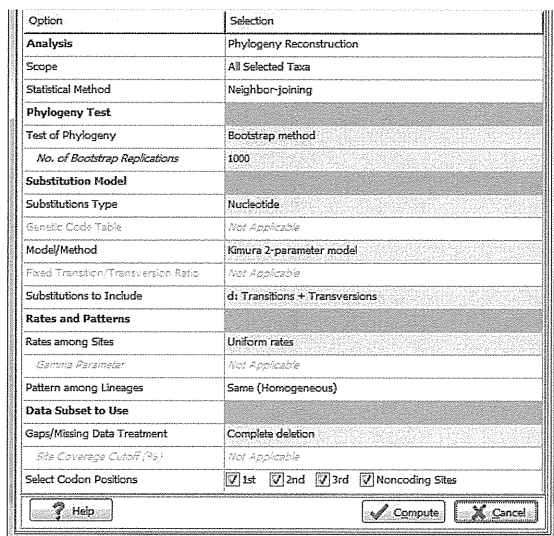 Option Selection
Analysis Phylogeny Reconstruction
Scope All Selected Taxa
Statistical Method Neighbor-joining
Phylogeny Test
Test of Phylogeny Bootstrap method
No. of Bootstrap Replications 1000
Substitution Model
Substitutions Type Nucleotide
Genetic Code Table Not Applicable
Model/Method Kimura 2-parameter model
Fixed Transition/Transversion Ratio Not Applicable
Substitutions to Include d: Transitions + Transversions
Rates and Patterns
Rates among Sites Uniform rates
Gamma Parameter Not Applicable
Pattern among Lineages Same (Homogeneous)
Data Subset to Use
Gaps/Missing Data Treatment Complete deletion
Site Coverage Cutoff (%) Not Applicable
Select Codon Positions 1st 2nd 3rd Noncoding Sites
? Help Compute Cancel